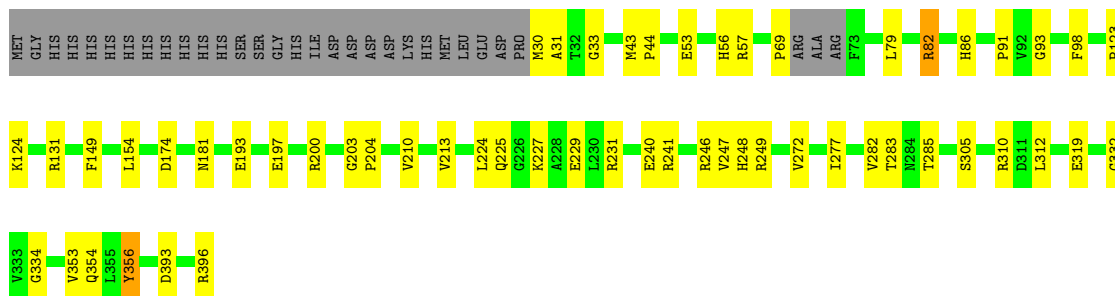 MET GLY HIS HIS HIS HIS HIS HIS HIS HIS HIS HIS SER SER GLY HIS ILE ASP ASP ASP ASP LYS HIS MET LEU GLU ASP PRO M30 A31 T32 G33 M43 P44 E53 H56 R57 P69 ARG ALA ARG F73 L79 R82 H86 P91 V92 G93 F98
K124 R131 F149 L154 D174 N181 E193 E197 R200 G203 P204 V210 V213 L224 Q225 G226 K227 A228 E229 L230 R231 E240 R241 R246 V247 H248 R249 V272 I277 V282 T283 N284 T285 S305 R310 D311 L312 E319
V333 G334 V353 Q354 L355 Y356 D393 R396